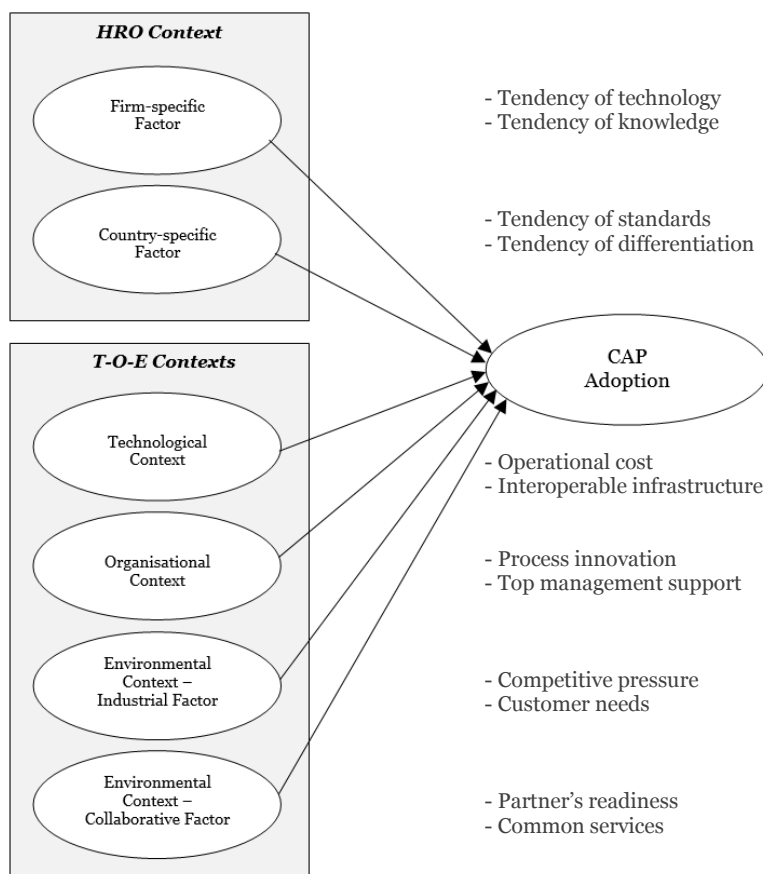 HRO Context
Firm-specific
Factor
- Tendency of technology
- Tendency of knowledge
Country-specific
Factor
- Tendency of standards
- Tendency of differentiation
CAP
Adoption
T-O-E Contexts
Technological
Context
- Operational cost
- Interoperable infrastructure
Organisational
Context
- Process innovation
- Top management support
Environmental
Context –
Industrial Factor
- Competitive pressure
- Customer needs
Environmental
Context –
Collaborative Factor
- Partner’s readiness
- Common services